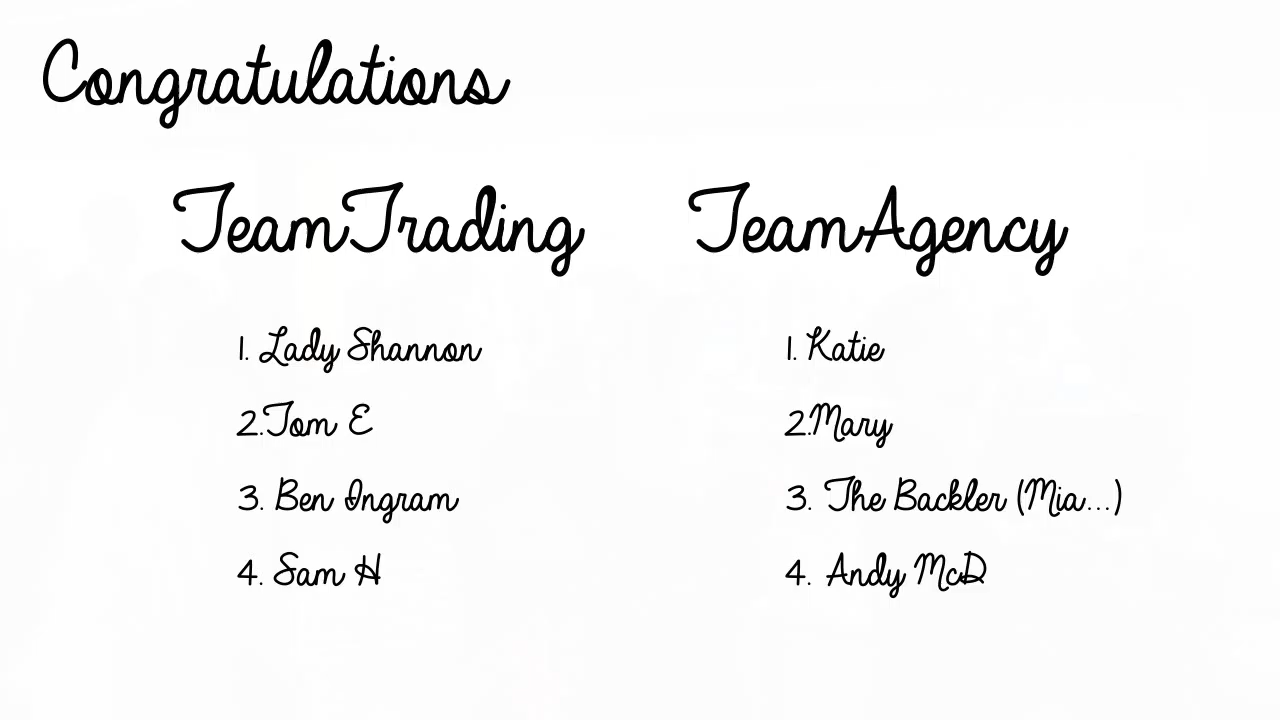 Congratulations
TeamTrading
1. Lady Shannon
2.Tom E
3. Ben Ingram
4. Sam H
TeamAgency
1. Katie
2.Mary
3. The Backler (Mia...)
4. Andy McD